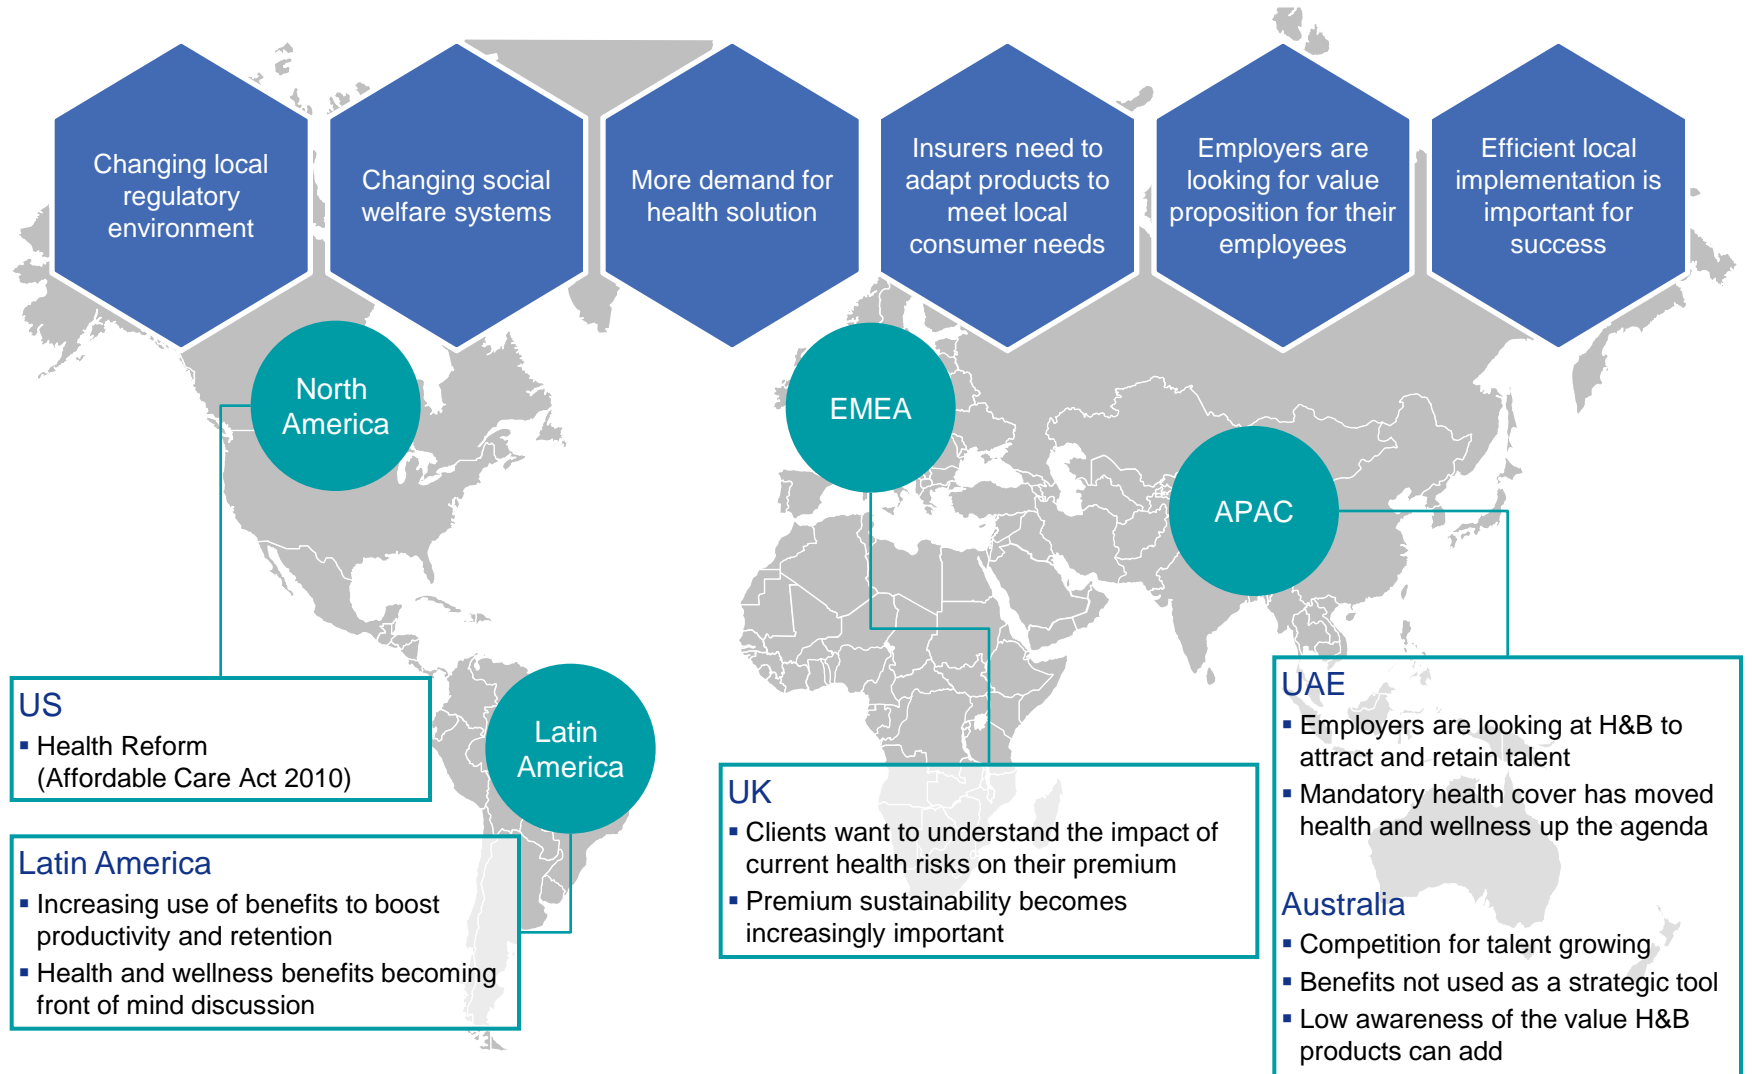 Changing local
regulatory
environment
Changing social
welfare systems
More demand for
health solution
Insurers need to
adapt products to
meet local
consumer needs
Employers are
looking for value
proposition for their
employees
Efficient local
implementation is
important for
success
North
America
EMEA
APAC
Latin
America
US
▪ Health Reform
(Affordable Care Act 2010)
Latin America
▪ Increasing use of benefits to boost
productivity and retention
▪ Health and wellness benefits becoming
front of mind discussion
UK
▪ Clients want to understand the impact of
current health risks on their premium
▪ Premium sustainability becomes
increasingly important
UAE
▪ Employers are looking at H&B to
attract and retain talent
▪ Mandatory health cover has moved
health and wellness up the agenda
Australia
▪ Competition for talent growing
▪ Benefits not used as a strategic tool
▪ Low awareness of the value H&B
products can add